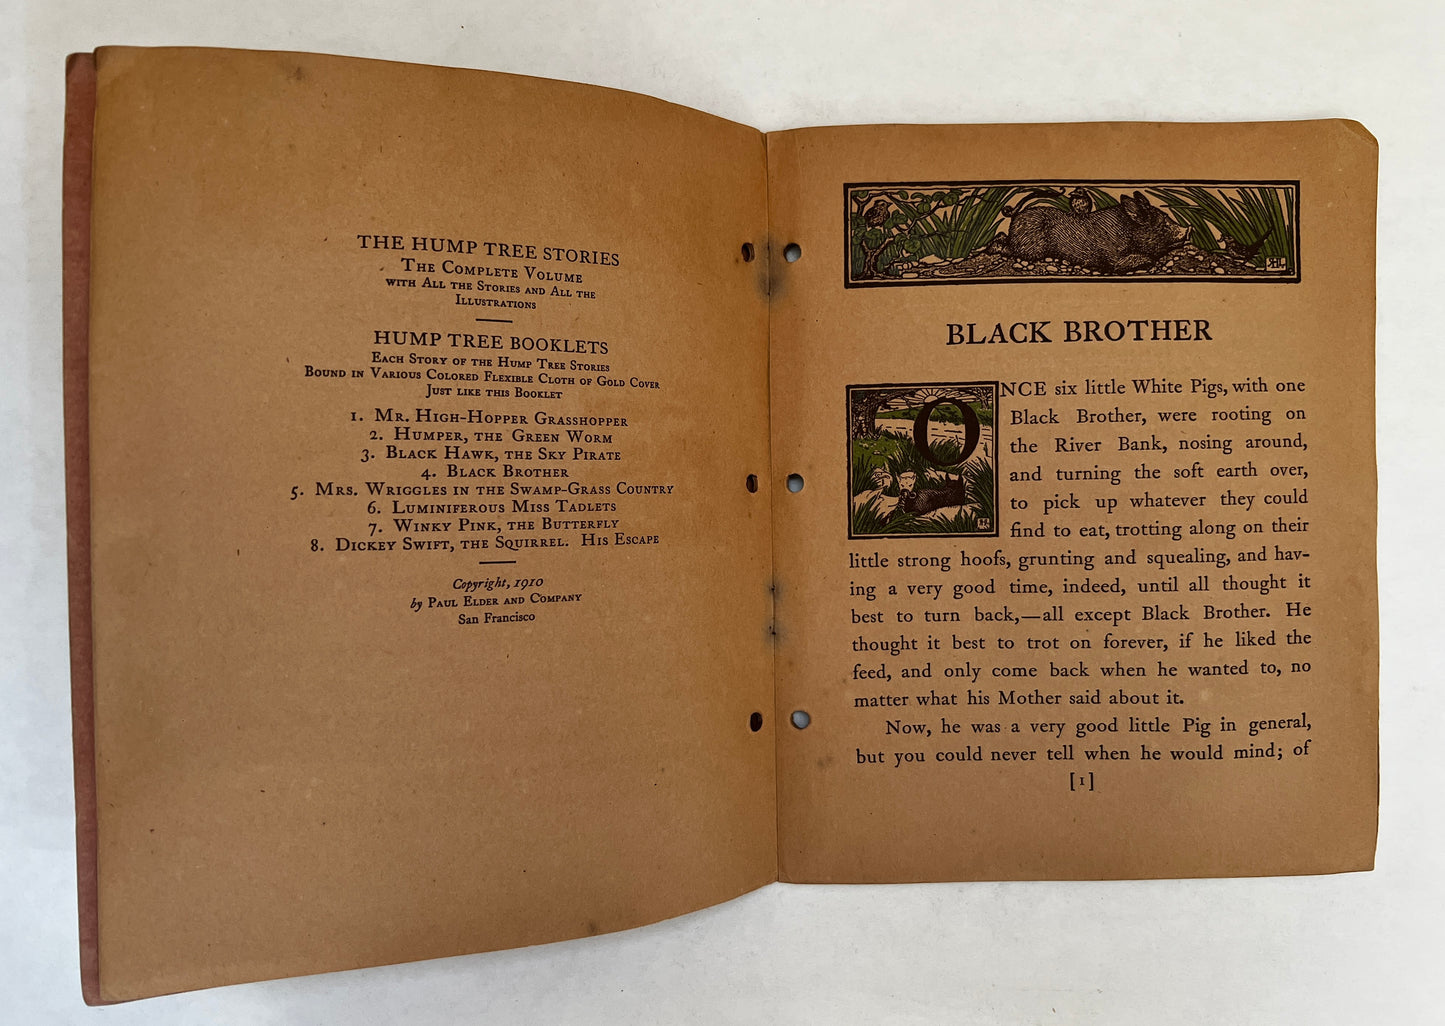 THE HUMP TREE STORIES
The Complete Volume
with All the Stories and All the
Illustrations
HUMP TREE BOOKLETS
Each Story of the Hump Tree Stories
Bound in Various Colored Flexible Cloth of Gold Cover
Just like this Booklet
1. Mr. High-Hopper Grasshopper
2. Humper, the Green Worm
3. Black Hawk, the Sky Pirate
4. Black Brother
5. Mrs. Wriggles in the Swamp-Grass Country
6. Luminiferous Miss Tadlets
7. Winky Pink, the Butterfly
8. Dickey Swift, the Squirrel. His Escape
Copyright, 1910
by Paul Elder and Company
San Francisco
BLACK BROTHER
ONCE six little White Pigs, with one
Black Brother, were rooting on
the River Bank, nosing around,
and turning the soft earth over,
to pick up whatever they could
find to eat, trotting along on their
little strong hoofs, grunting and squealing, and hav-
ing a very good time, indeed, until all thought it
best to turn back,—all except Black Brother. He
thought it best to trot on forever, if he liked the
feed, and only come back when he wanted to, no
matter what his Mother said about it.
Now, he was a very good little Pig in general,
but you could never tell when he would mind; of
[1]